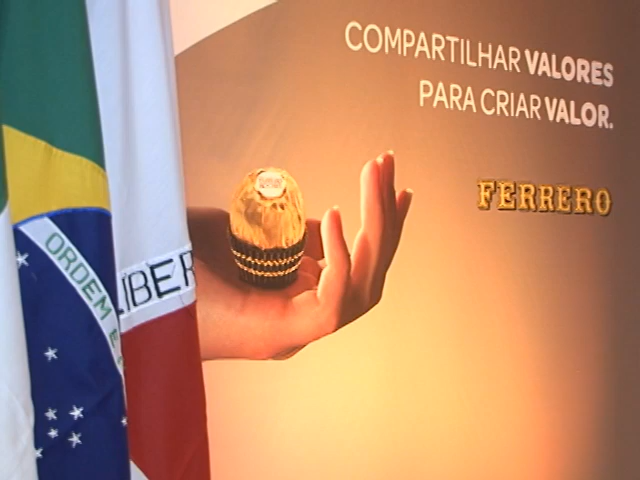 COMPARTILHAR VALORES
PARA CRIAR VALOR.
FERRERO
ORDEM E
LIBER